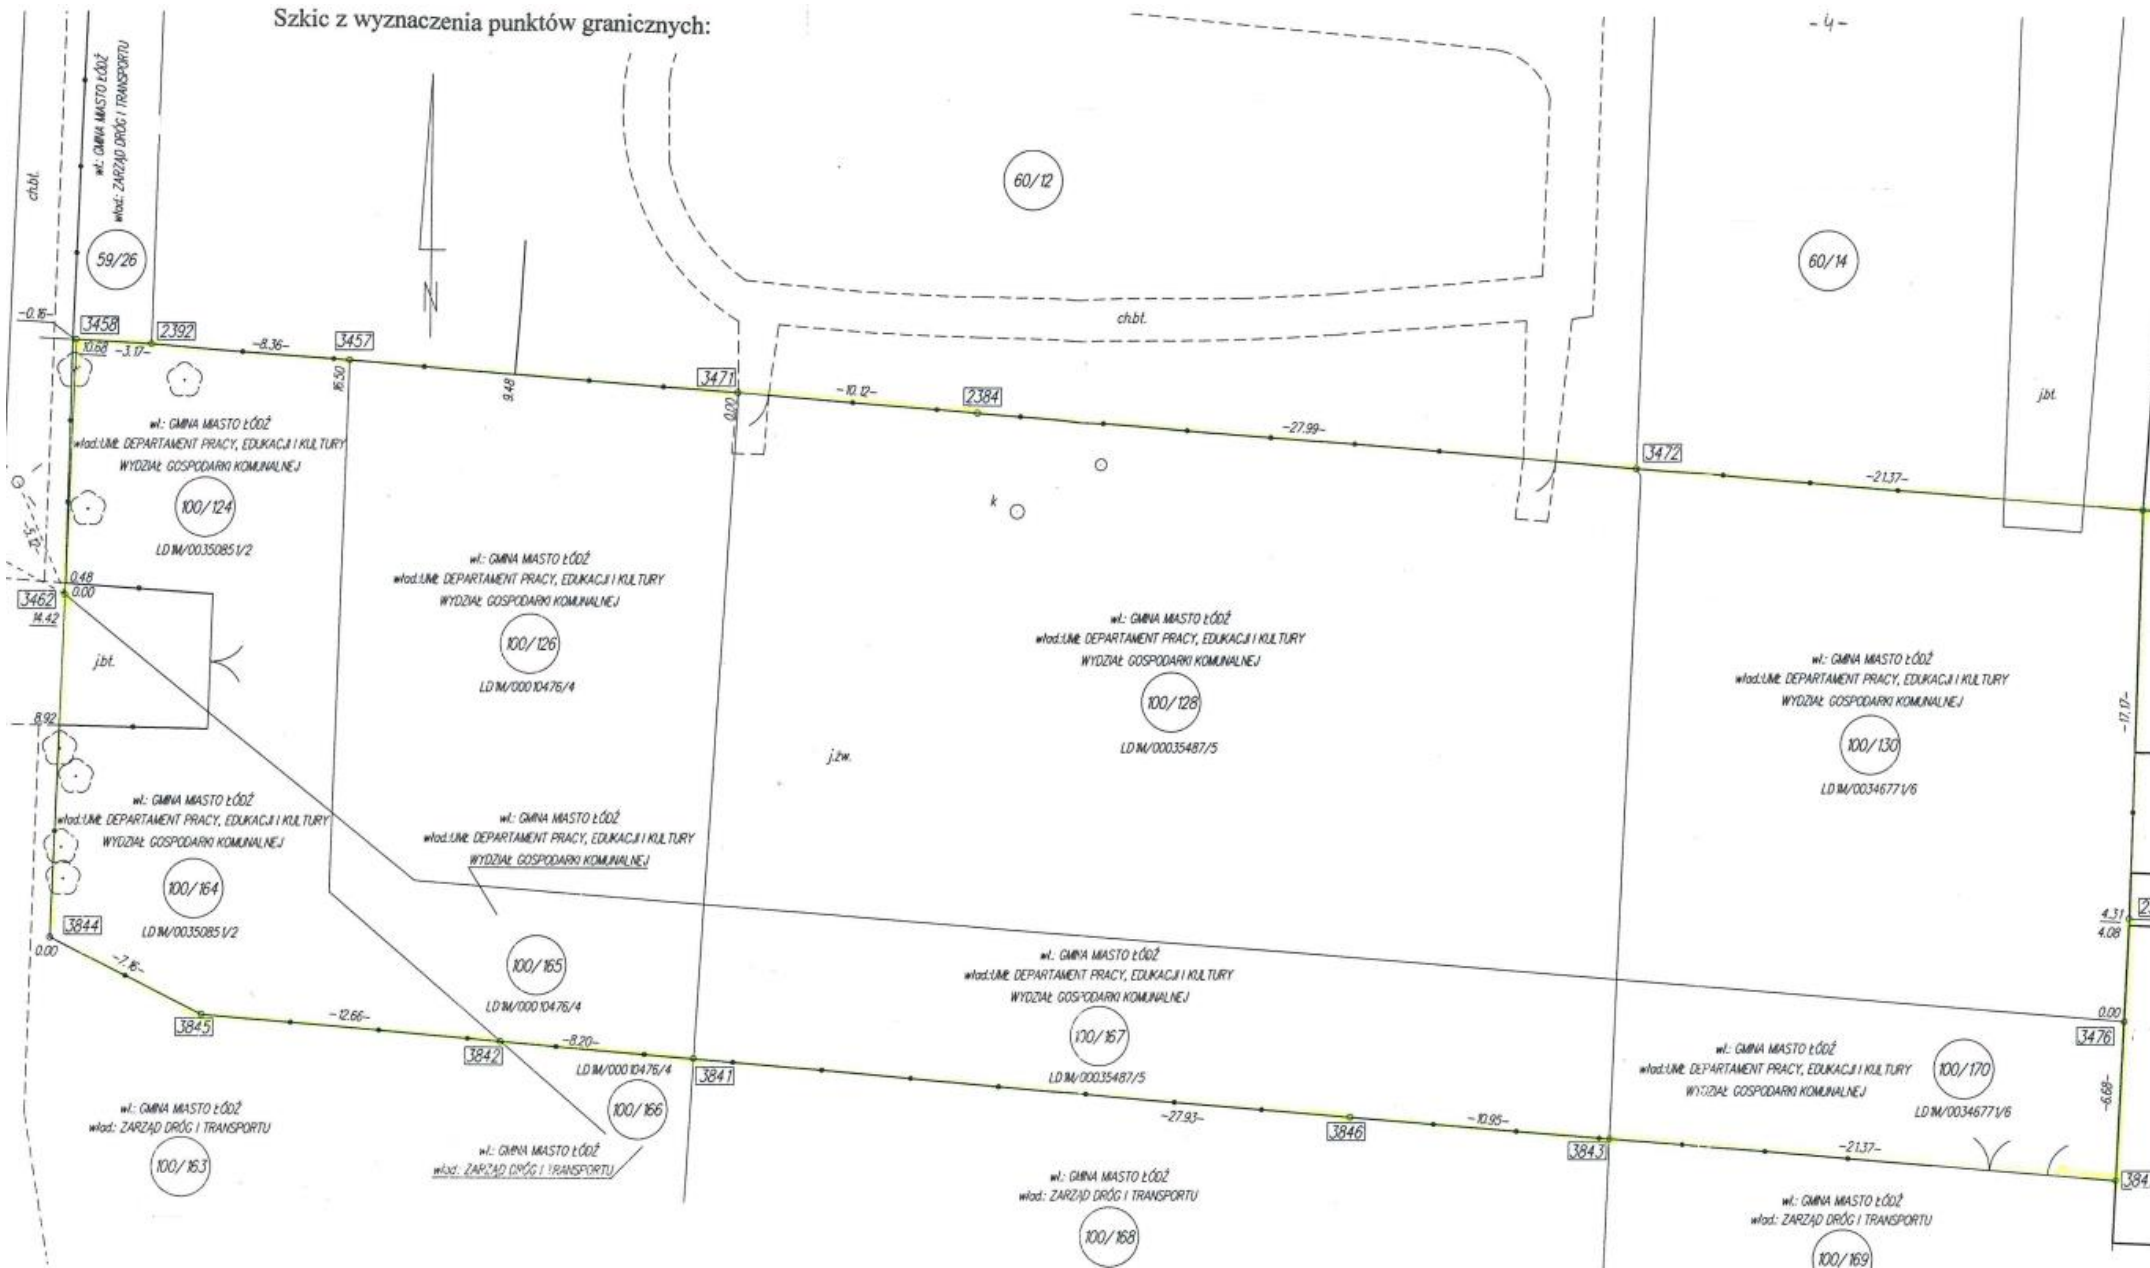 Szkic z wyznaczenia punktów granicznych:
- 4 -
wł.: GMINA MIASTO ŁÓDŹ
wład.: ZARZĄD DRÓG I TRANSPORTU
ch.bt.
59/26
60/12
60/14
ch.bt.
j.bt.
-0.16-
3458
2392
10.68
-3.17-
-8.36-
3457
16.50
9.48
3471
0.00
-10.12-
2384
-27.99-
3472
-21.37-
wł.: GMINA MIASTO ŁÓDŹ
wład.:UMŁ DEPARTAMENT PRACY, EDUKACJI I KULTURY
WYDZIAŁ GOSPODARKI KOMUNALNEJ
100/124
LD1M/00350851/2
k
0.48
0.00
3462
14.42
j.bt.
8.92
wł.: GMINA MIASTO ŁÓDŹ
wład.:UMŁ DEPARTAMENT PRACY, EDUKACJI I KULTURY
WYDZIAŁ GOSPODARKI KOMUNALNEJ
100/126
LD1M/00010476/4
wł.: GMINA MIASTO ŁÓDŹ
wład.:UMŁ DEPARTAMENT PRACY, EDUKACJI I KULTURY
WYDZIAŁ GOSPODARKI KOMUNALNEJ
100/128
LD1M/00035487/5
j.żw.
wł.: GMINA MIASTO ŁÓDŹ
wład.:UMŁ DEPARTAMENT PRACY, EDUKACJI I KULTURY
WYDZIAŁ GOSPODARKI KOMUNALNEJ
100/130
LD1M/00346771/6
-17.17-
wł.: GMINA MIASTO ŁÓDŹ
wład.:UMŁ DEPARTAMENT PRACY, EDUKACJI I KULTURY
WYDZIAŁ GOSPODARKI KOMUNALNEJ
100/164
LD1M/00350851/2
wł.: GMINA MIASTO ŁÓDŹ
wład.:UMŁ DEPARTAMENT PRACY, EDUKACJI I KULTURY
WYDZIAŁ GOSPODARKI KOMUNALNEJ
100/165
LD1M/00010476/4
3844
0.00
-7.16-
3845
-12.66-
3842
-8.20-
3841
LD1M/00010476/4
100/166
wł.: GMINA MIASTO ŁÓDŹ
wład.: ZARZĄD DRÓG I TRANSPORTU
wł.: GMINA MIASTO ŁÓDŹ
wład.: ZARZĄD DRÓG I TRANSPORTU
100/163
wł.: GMINA MIASTO ŁÓDŹ
wład.:UMŁ DEPARTAMENT PRACY, EDUKACJI I KULTURY
WYDZIAŁ GOSPODARKI KOMUNALNEJ
100/167
LD1M/00035487/5
-27.93-
3846
-10.95-
3843
-21.37-
4.31
4.08
0.00
3476
-6.68-
wł.: GMINA MIASTO ŁÓDŹ
wład.:UMŁ DEPARTAMENT PRACY, EDUKACJI I KULTURY
WYDZIAŁ GOSPODARKI KOMUNALNEJ
100/170
LD1M/00346771/6
384
wł.: GMINA MIASTO ŁÓDŹ
wład.: ZARZĄD DRÓG I TRANSPORTU
100/168
wł.: GMINA MIASTO ŁÓDŹ
wład.: ZARZĄD DRÓG I TRANSPORTU
100/169